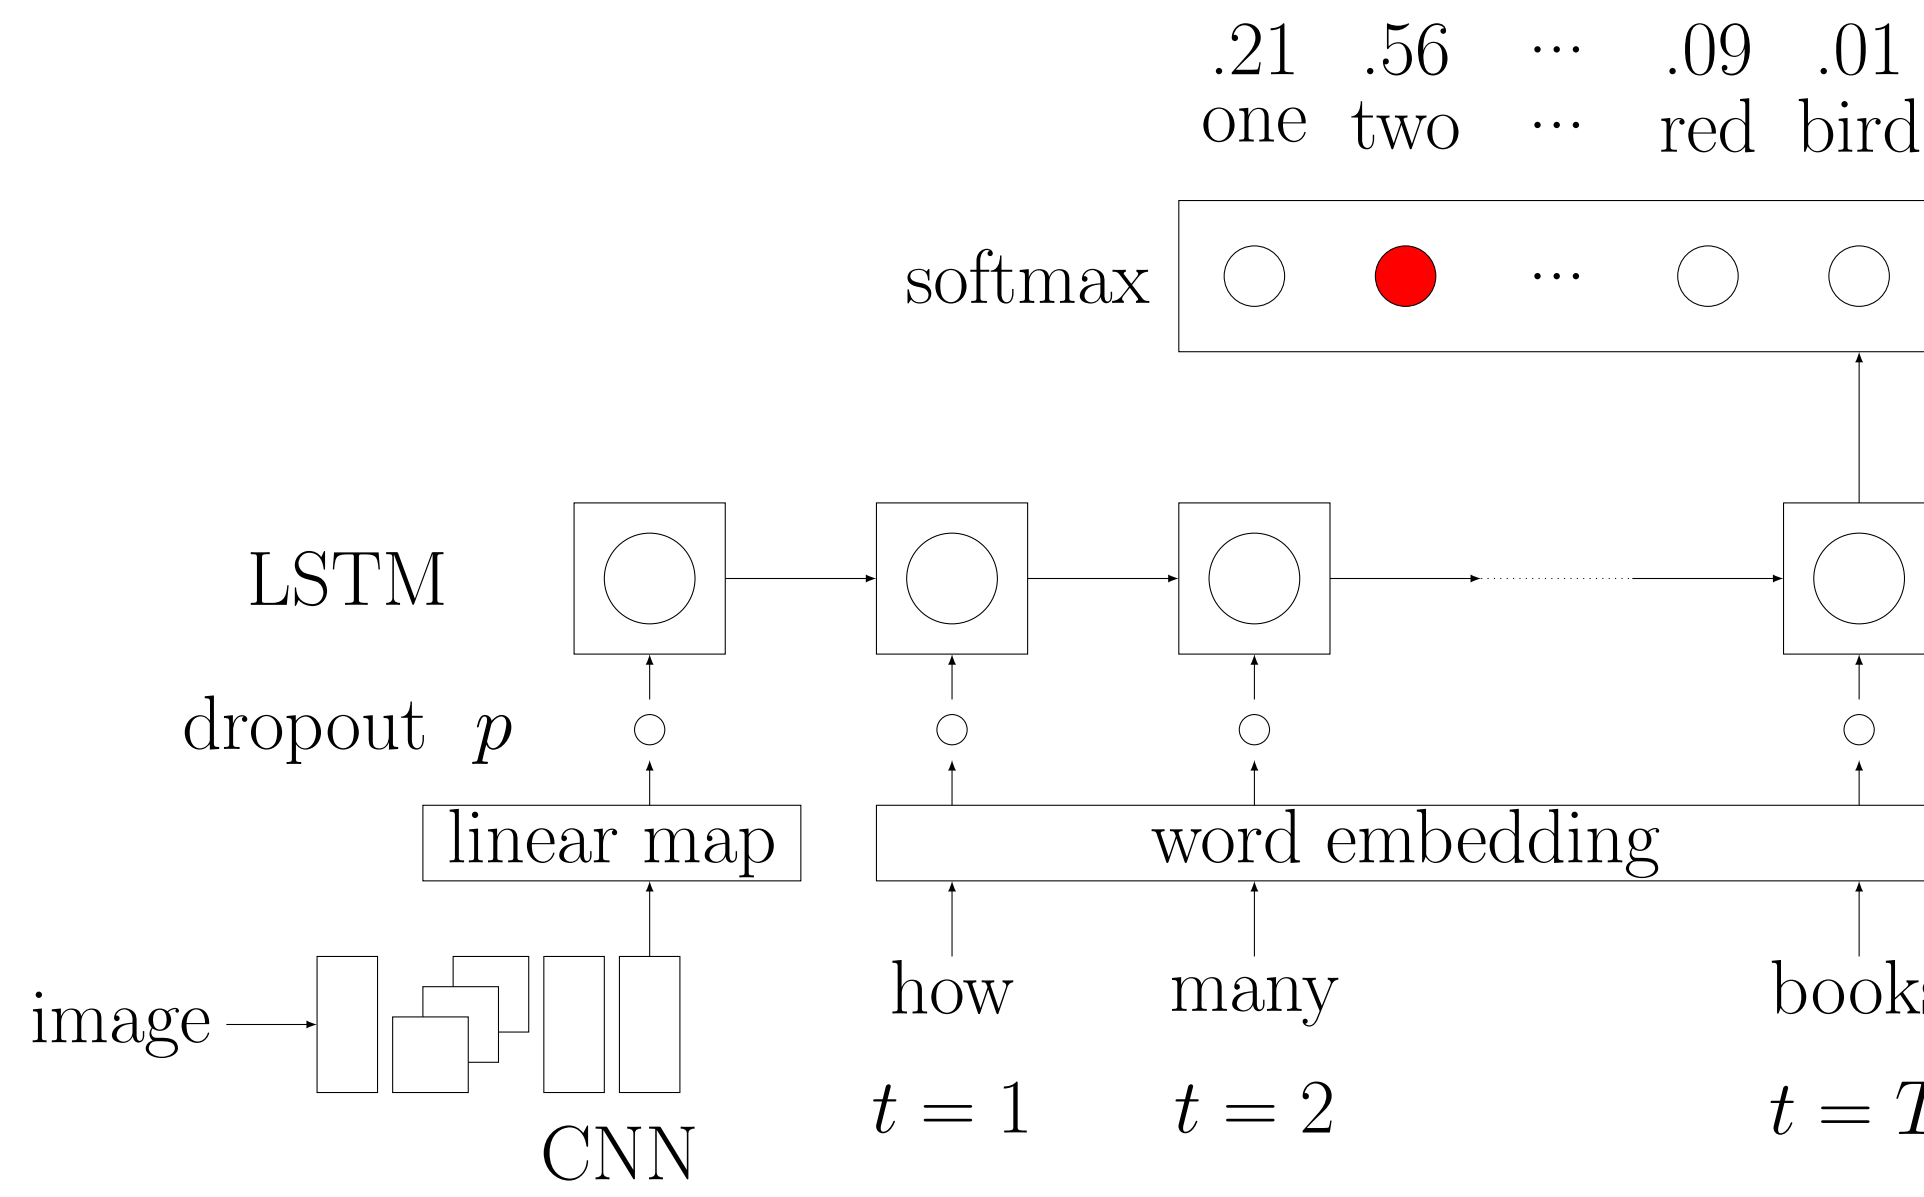 .21 .56 ... .09 .01
one two ... red bird
softmax ...
LSTM
dropout p
linear map word embedding
image how many books
t = 1 t = 2 t = T
CNN